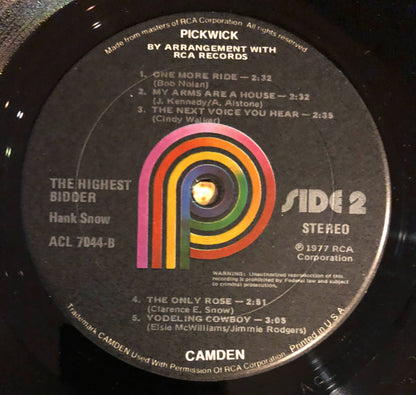 Made from masters of RCA Corporation. All rights reserved
PICKWICK
BY ARRANGEMENT WITH
RCA RECORDS
1. ONE MORE RIDE – 2:32
(Bob Nolan)
2. MY ARMS ARE A HOUSE – 2:32
(J. Kennedy/A. Alstone)
3. THE NEXT VOICE YOU HEAR – 2:35
(Cindy Walker)
THE HIGHEST
BIDDER
Hank Snow
ACL 7044-B
SIDE 2
STEREO
℗ 1977 RCA
Corporation
WARNING: Unauthorized reproduction of this
recording is prohibited by Federal law and subject
to criminal prosecution.
4. THE ONLY ROSE – 2:51
(Clarence E. Snow)
5. YODELING COWBOY – 3:05
(Elsie McWilliams/Jimmie Rodgers)
CAMDEN
Trademark CAMDEN Used With Permission Of RCA Corporation Printed in U.S.A.